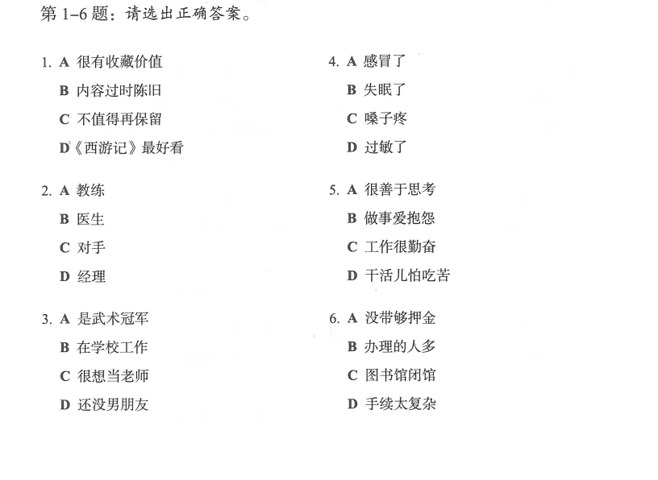 第1-6题：请选出正确答案。
1. A 很有收藏价值
B 内容过时陈旧
C 不值得再保留
D《西游记》最好看
2. A 教练
B 医生
C 对手
D 经理
3. A 是武术冠军
B 在学校工作
C 很想当老师
D 还没男朋友
4. A 感冒了
B 失眠了
C 嗓子疼
D 过敏了
5. A 很善于思考
B 做事爱抱怨
C 工作很勤奋
D 干活儿怕吃苦
6. A 没带够押金
B 办理的人多
C 图书馆闭馆
D 手续太复杂